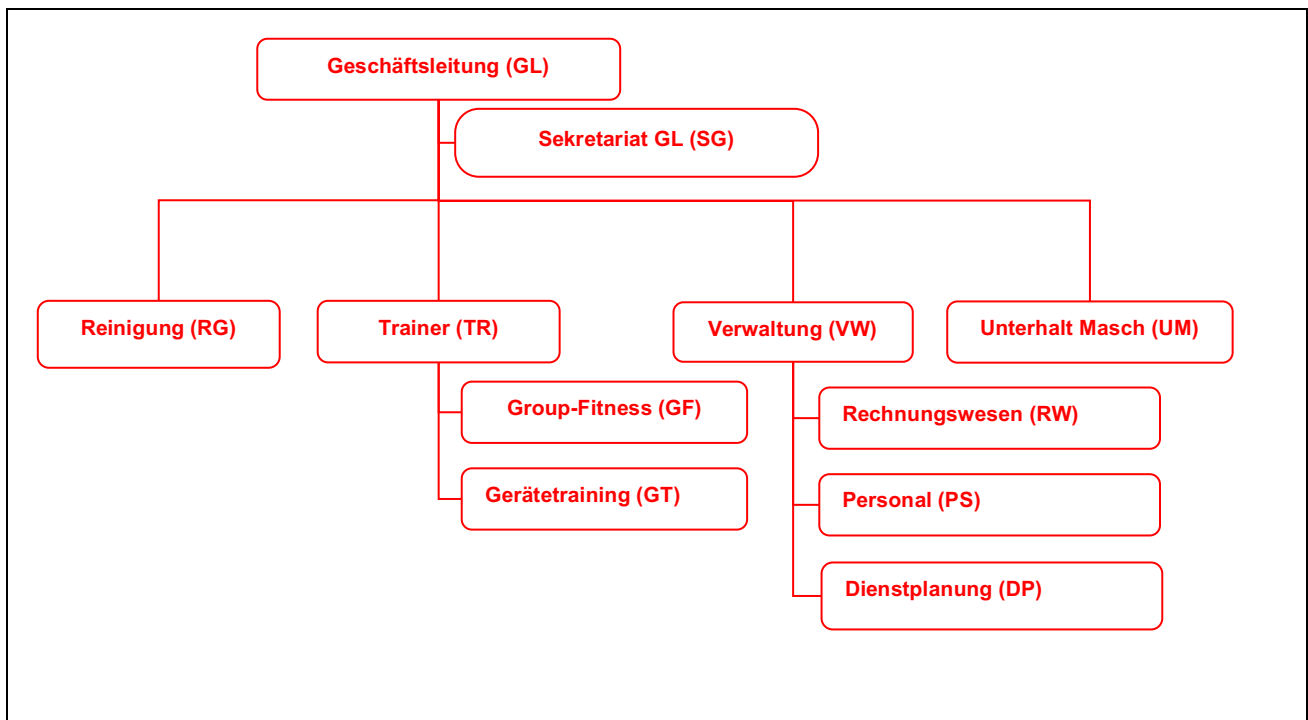 Geschäftsleitung (GL)
Sekretariat GL (SG)
Reinigung (RG)
Trainer (TR)
Verwaltung (VW)
Unterhalt Masch (UM)
Group-Fitness (GF)
Rechnungswesen (RW)
Gerätetraining (GT)
Personal (PS)
Dienstplanung (DP)